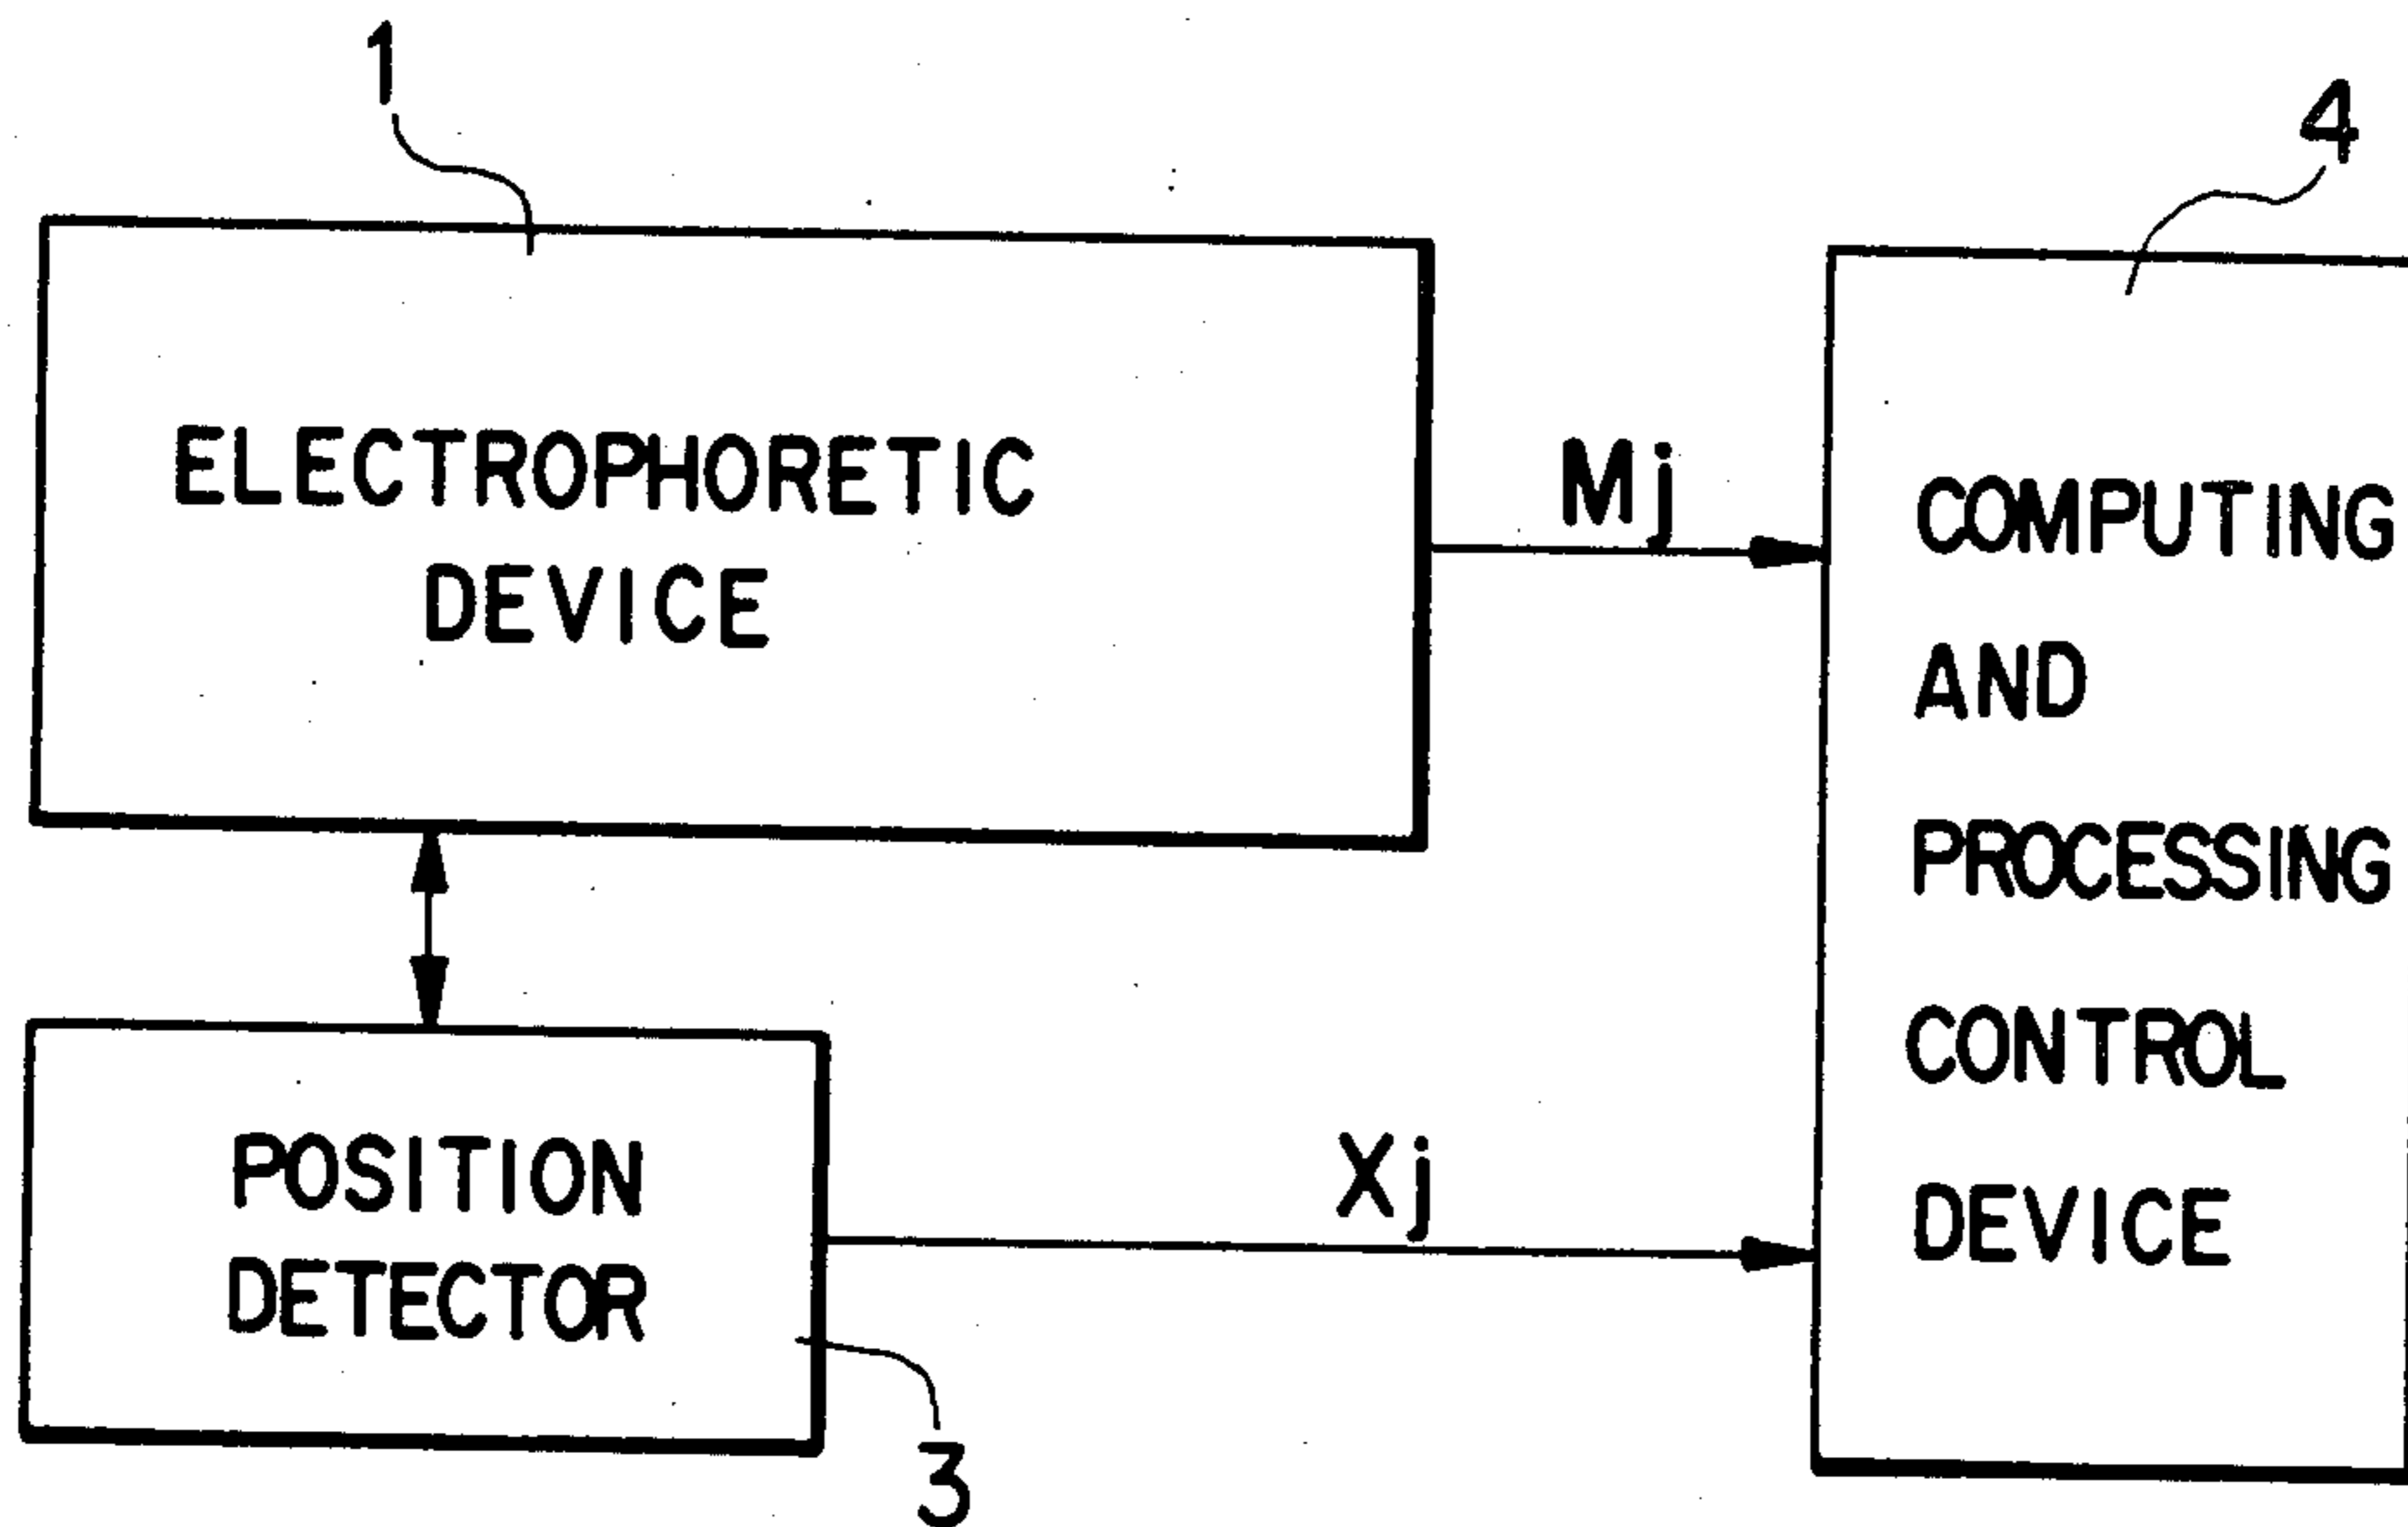 1
4
ELECTROPHORETIC
DEVICE
Mj
COMPUTING
AND
PROCESSING
CONTROL
DEVICE
POSITION
DETECTOR
Xj
3